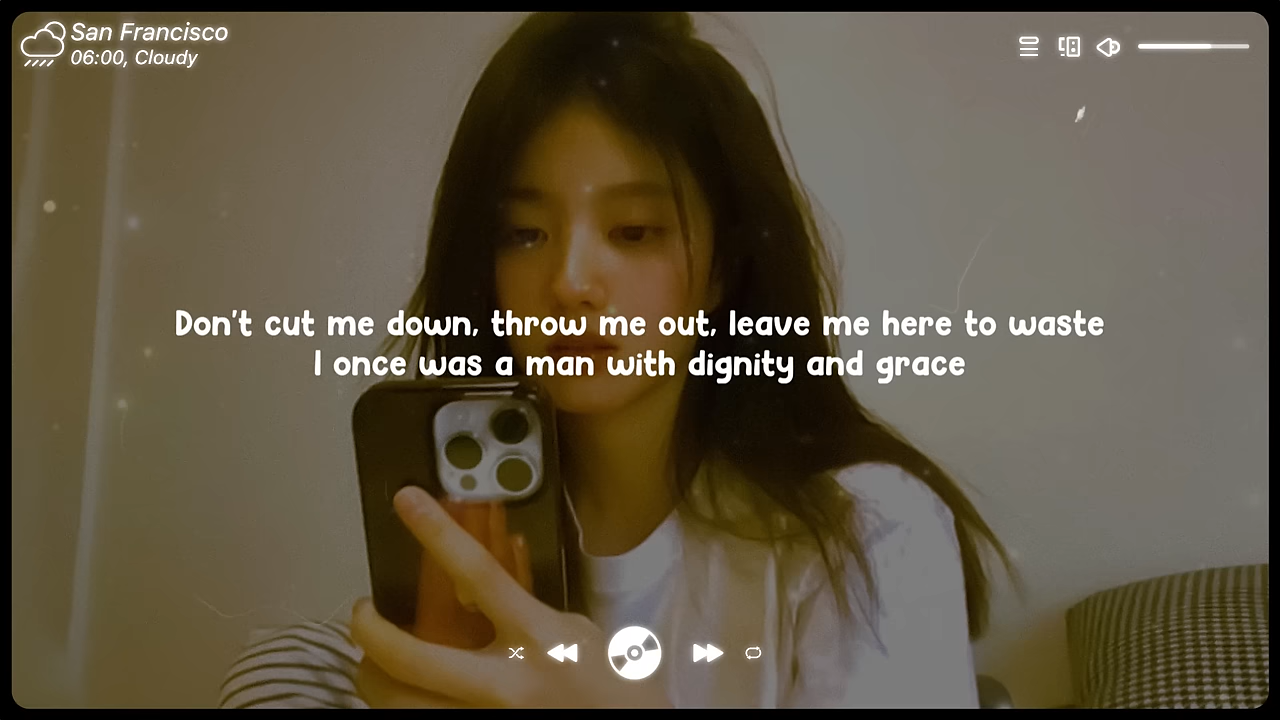 San Francisco
06:00, Cloudy
Don't cut me down, throw me out, leave me here to waste
I once was a man with dignity and grace